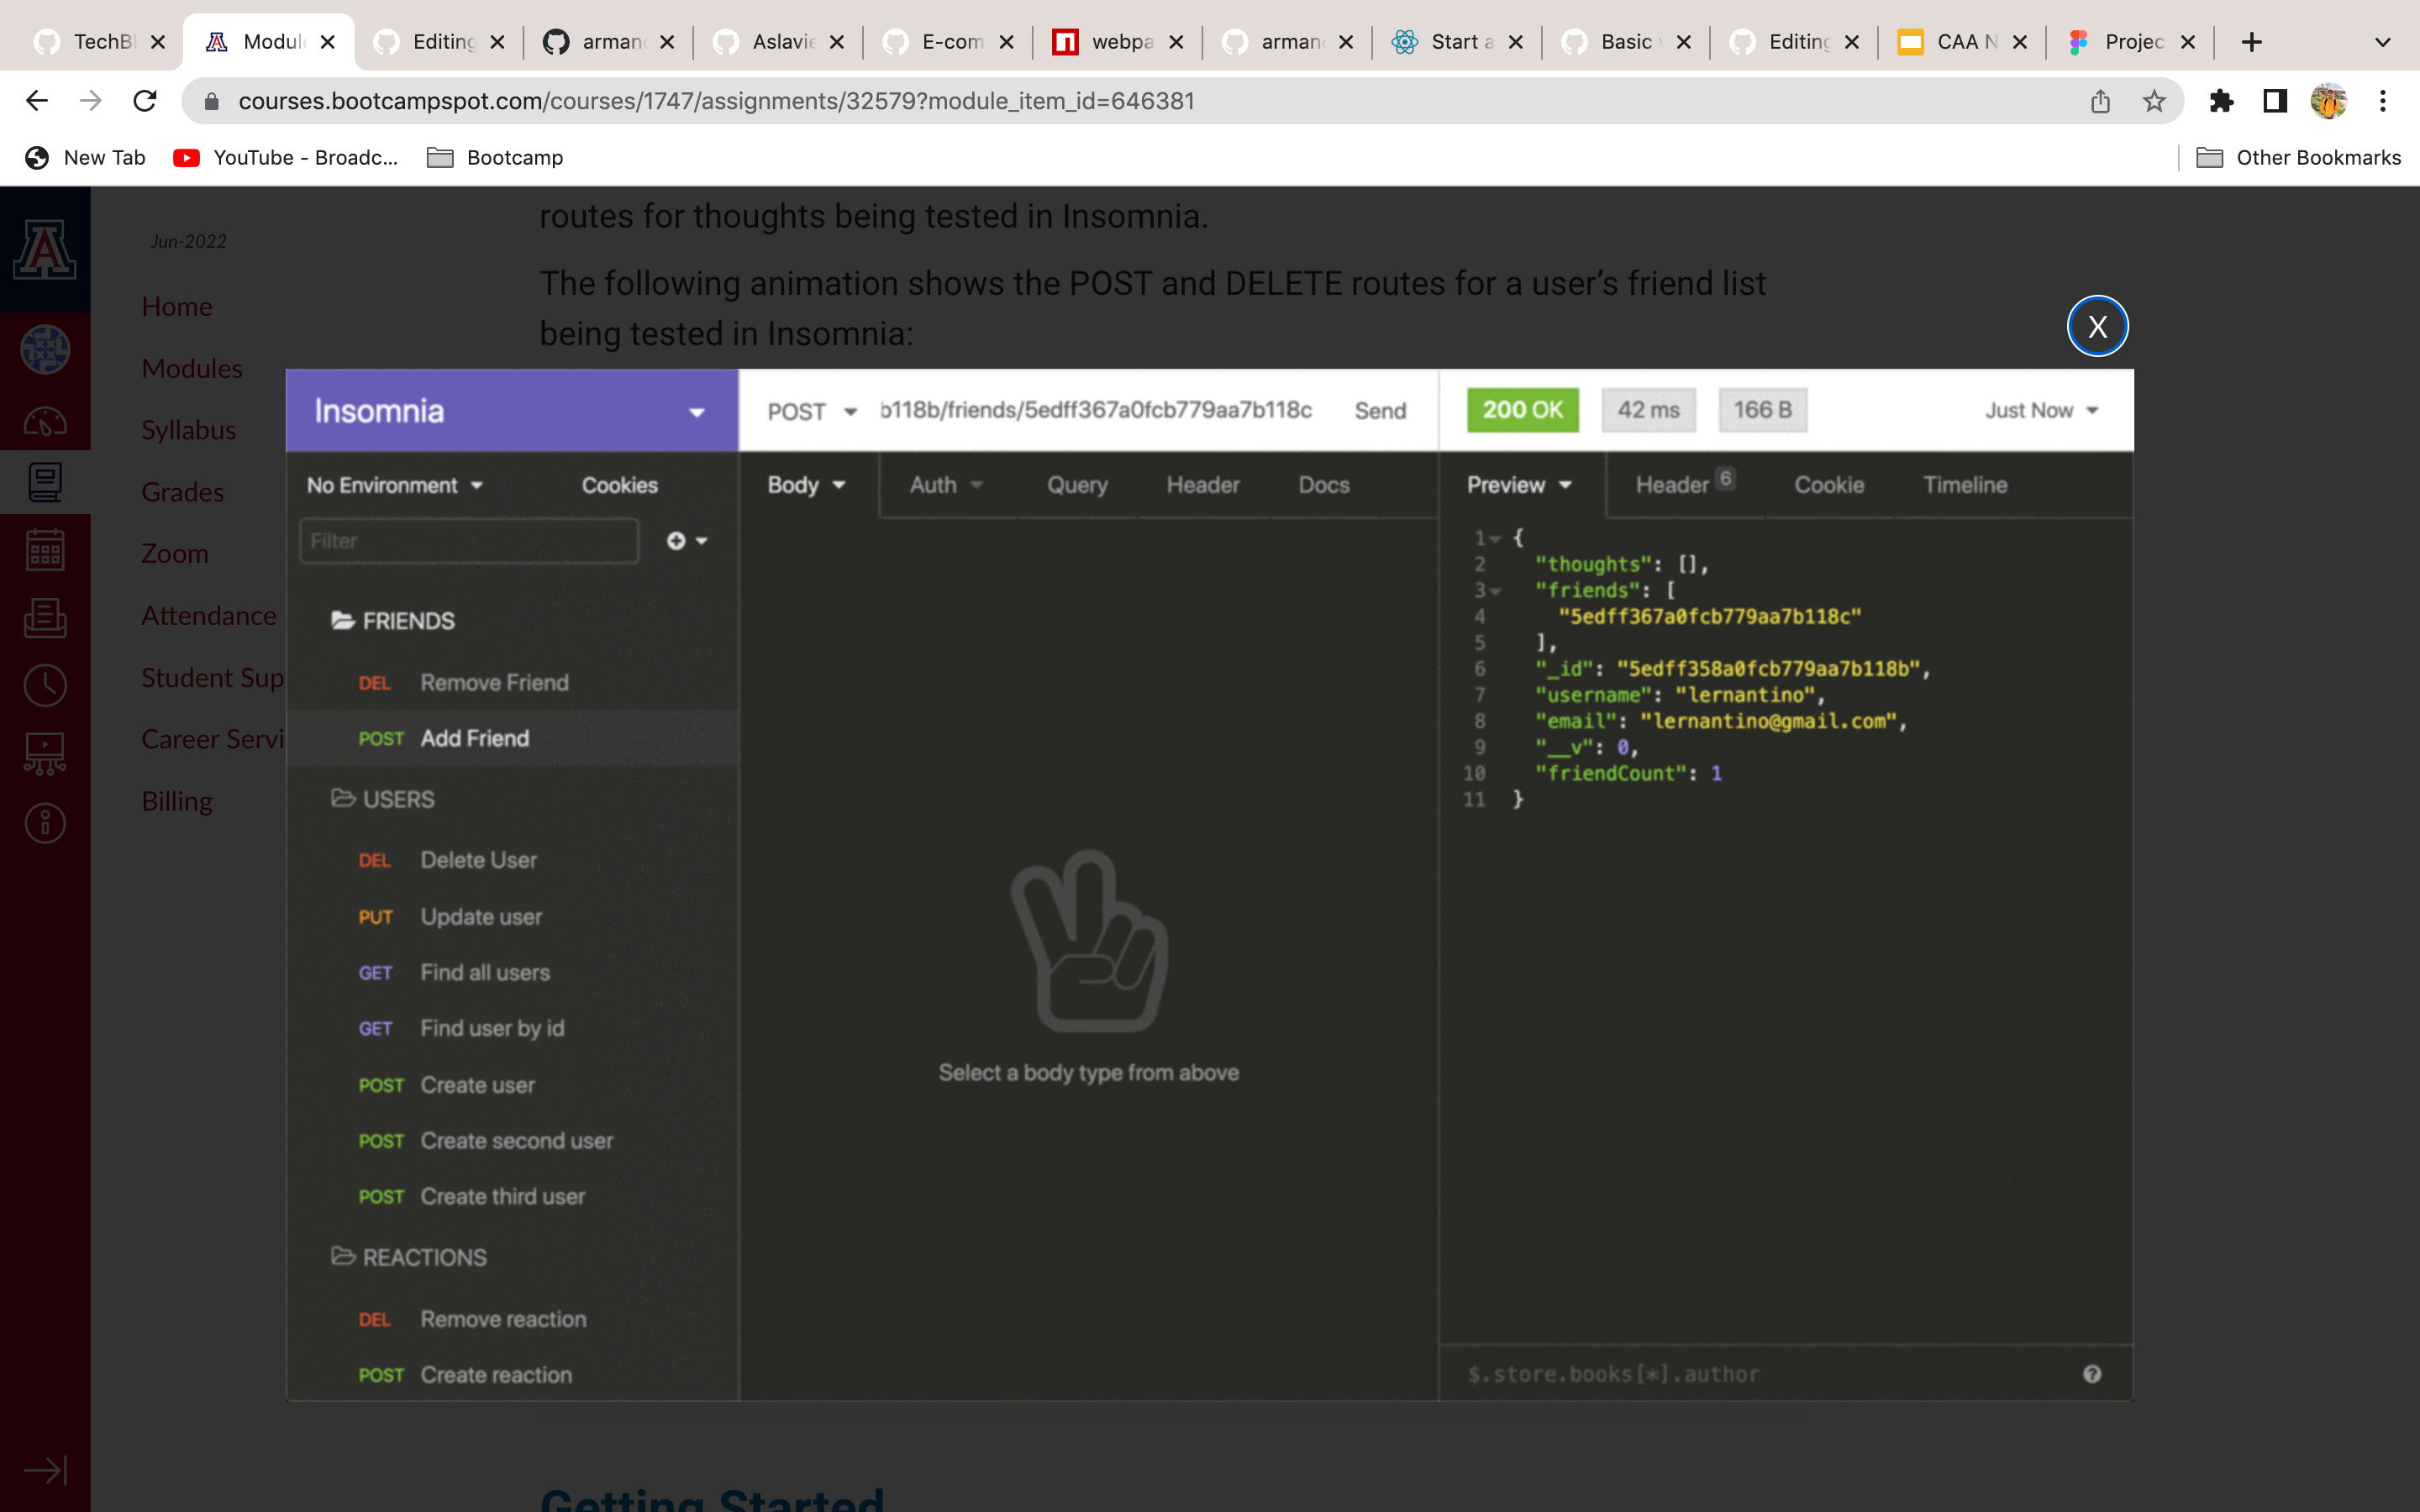 TechBl
Modul
Editing
arman
Aslavie
E-com
webpa
arman
Start a
Basic
Editing
CAA N
Projec
courses.bootcampspot.com/courses/1747/assignments/32579?module_item_id=646381
New Tab
YouTube - Broadc...
Bootcamp
Other Bookmarks
Jun-2022
Home
Modules
Syllabus
Grades
Zoom
Attendance
Student Sup
Career Servi
Billing
routes for thoughts being tested in Insomnia.
The following animation shows the POST and DELETE routes for a user’s friend list
being tested in Insomnia:
X
Insomnia
POST b118b/friends/5edff367a0fcb779aa7b118c Send
200 OK 42 ms 166 B Just Now
No Environment Cookies
Filter
FRIENDS
DEL Remove Friend
POST Add Friend
USERS
DEL Delete User
PUT Update user
GET Find all users
GET Find user by id
POST Create user
POST Create second user
POST Create third user
REACTIONS
DEL Remove reaction
POST Create reaction
Body Auth Query Header Docs
Select a body type from above
Preview Header 6 Cookie Timeline
1 {
2 "thoughts": [],
3 "friends": [
4 "5edff367a0fcb779aa7b118c"
5 ],
6 "_id": "5edff358a0fcb779aa7b118b",
7 "username": "lernantino",
8 "email": "lernantino@gmail.com",
9 "__v": 0,
10 "friendCount": 1
11 }
$.store.books[*].author
Getting Started